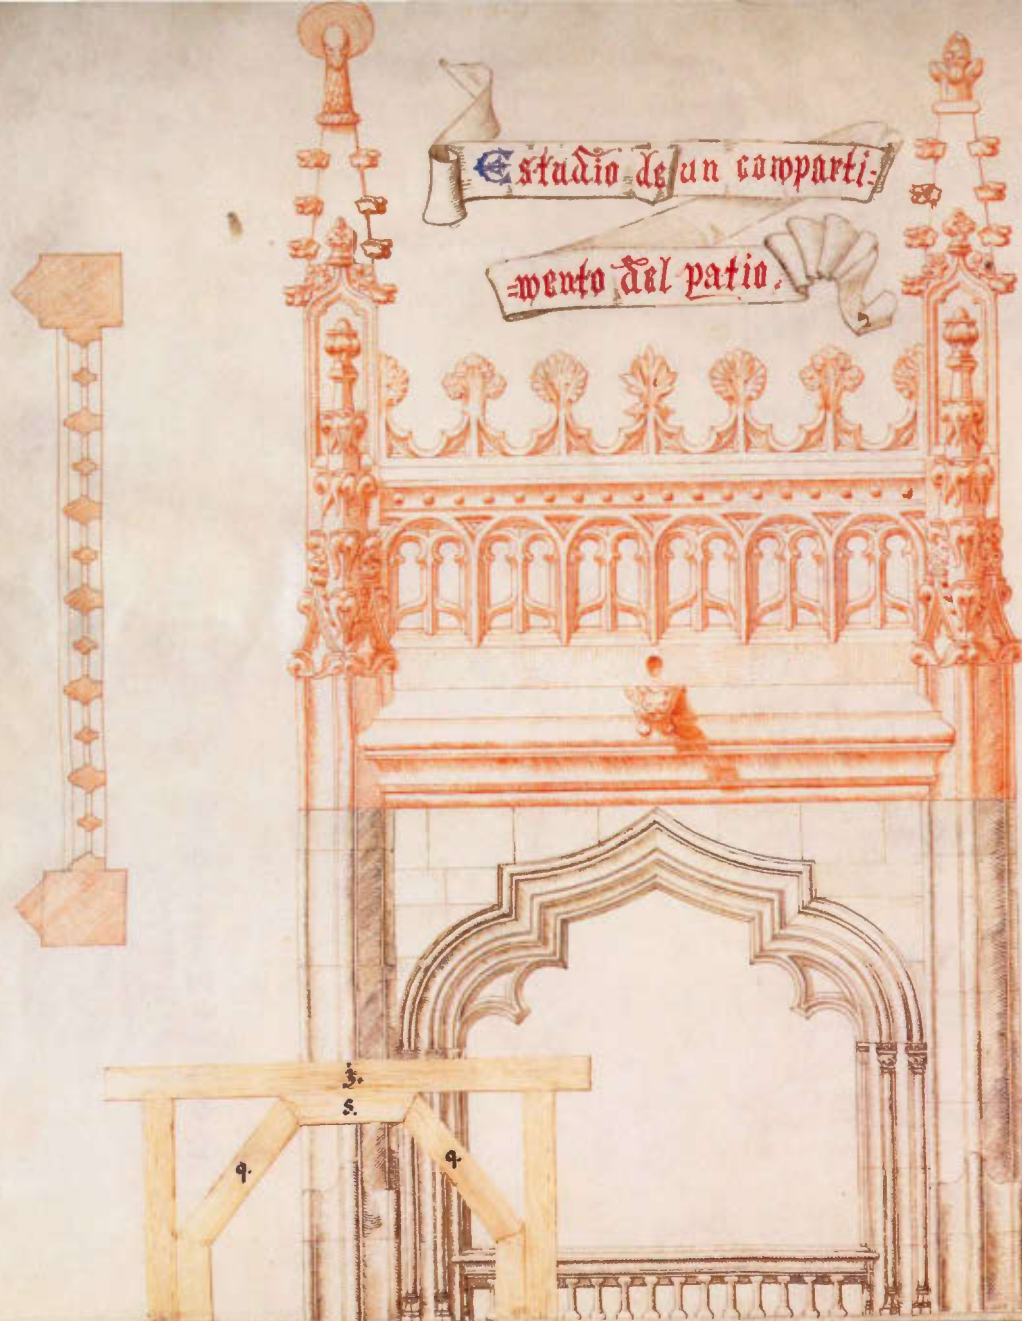 Estudio de un comparti=
=mento del patio.
z.
s.
q.
q.